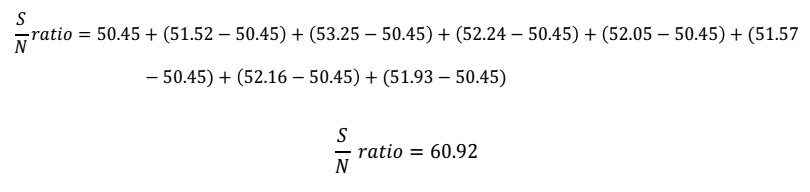 S/N ratio = 50.45 + (51.52 − 50.45) + (53.25 − 50.45) + (52.24 − 50.45) + (52.05 − 50.45) + (51.57
− 50.45) + (52.16 − 50.45) + (51.93 − 50.45)
S/N ratio = 60.92